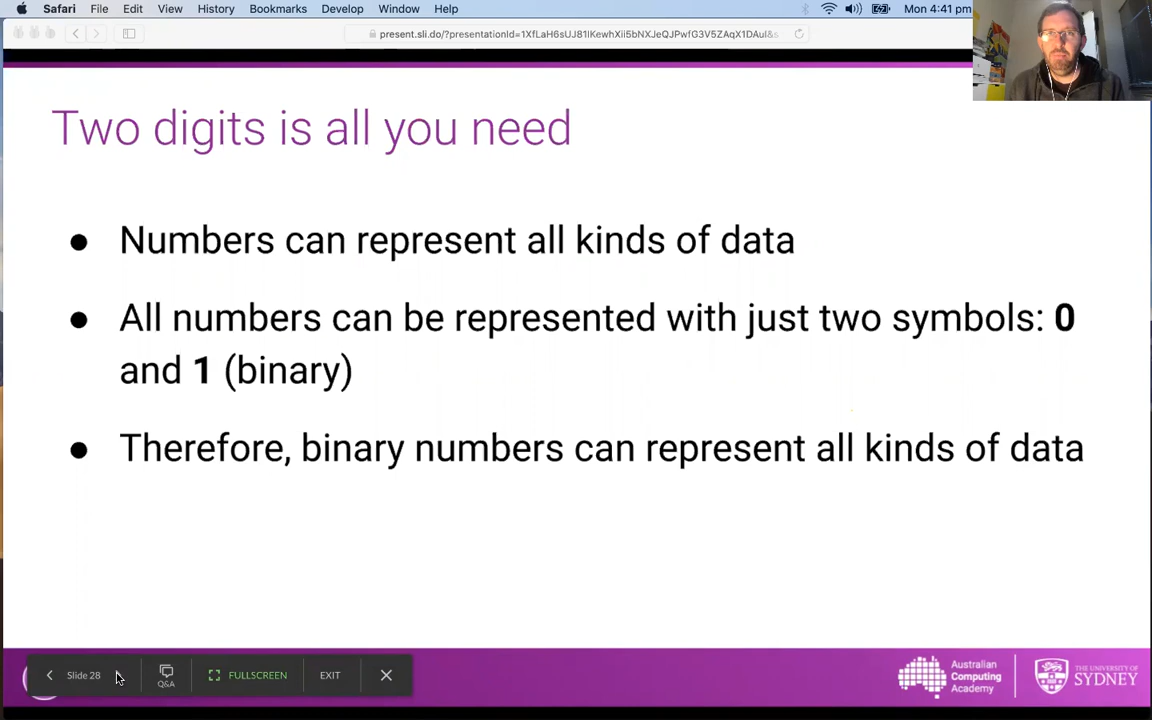 Safari File Edit View History Bookmarks Develop Window Help Mon 4:41 pm
present.sli.do/?presentationId=1XfLaH6sUJ81IKewhXii5bNXJeQJPwfG3V5ZAqX1DAuI&s
Two digits is all you need
● Numbers can represent all kinds of data
● All numbers can be represented with just two symbols: 0
and 1 (binary)
● Therefore, binary numbers can represent all kinds of data
Slide 28 Q&A FULLSCREEN EXIT
Australian
Computing
Academy
THE UNIVERSITY OF
SYDNEY